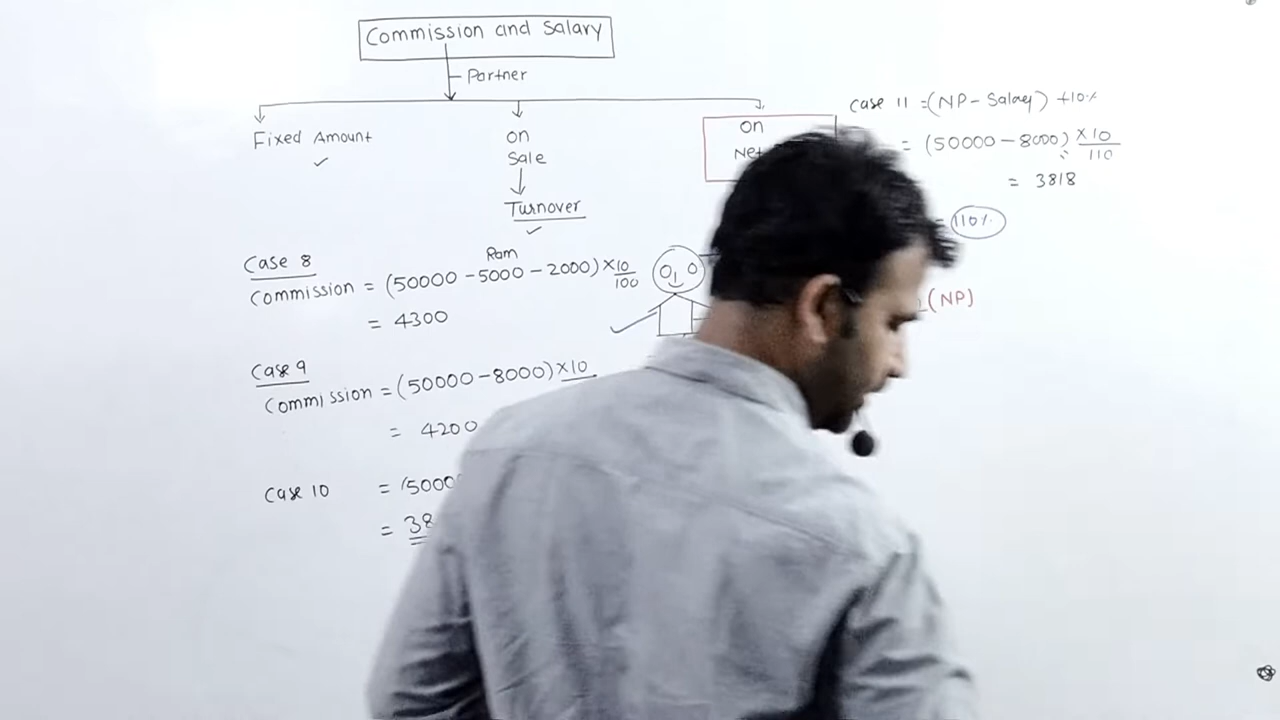 Commission and Salary
Partner
Fixed Amount
on
Sale
Turnover
on
Net
Case 8
Ram
Commission = (50000 - 5000 - 2000) × 10/100
= 4300
Case 9
Commission = (50000 - 8000) × 10
= 4200
Case 10 = (5000
= 38
Case 11 = (NP - Salary) + 10%
= (50000 - 8000) × 10/110
= 3818
110%
(NP)